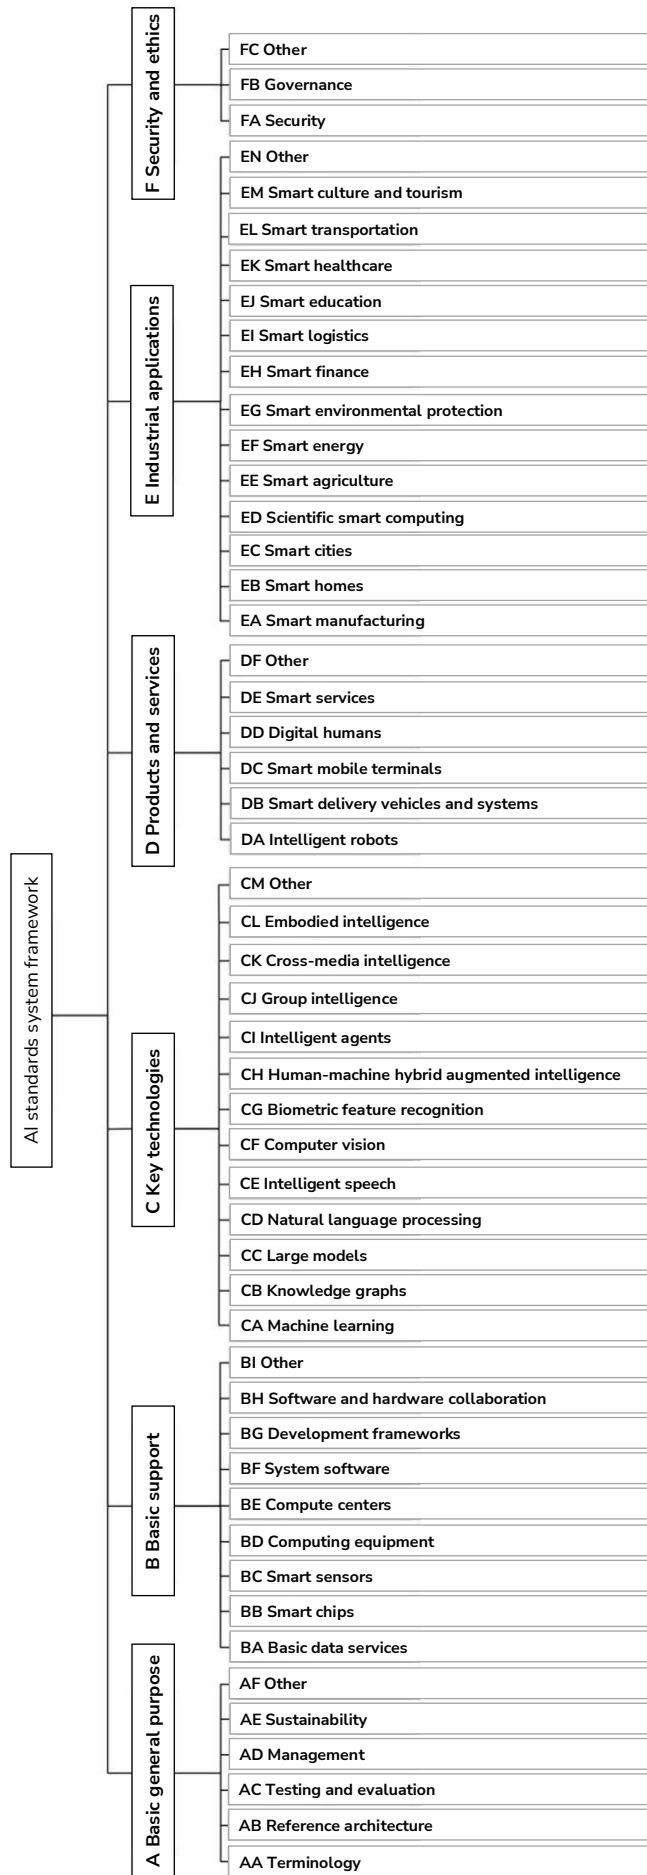 AI standards system framework
F Security and ethics
FC Other
FB Governance
FA Security
E Industrial applications
EN Other
EM Smart culture and tourism
EL Smart transportation
EK Smart healthcare
EJ Smart education
EI Smart logistics
EH Smart finance
EG Smart environmental protection
EF Smart energy
EE Smart agriculture
ED Scientific smart computing
EC Smart cities
EB Smart homes
EA Smart manufacturing
D Products and services
DF Other
DE Smart services
DD Digital humans
DC Smart mobile terminals
DB Smart delivery vehicles and systems
DA Intelligent robots
C Key technologies
CM Other
CL Embodied intelligence
CK Cross-media intelligence
CJ Group intelligence
CI Intelligent agents
CH Human-machine hybrid augmented intelligence
CG Biometric feature recognition
CF Computer vision
CE Intelligent speech
CD Natural language processing
CC Large models
CB Knowledge graphs
CA Machine learning
B Basic support
BI Other
BH Software and hardware collaboration
BG Development frameworks
BF System software
BE Compute centers
BD Computing equipment
BC Smart sensors
BB Smart chips
BA Basic data services
A Basic general purpose
AF Other
AE Sustainability
AD Management
AC Testing and evaluation
AB Reference architecture
AA Terminology